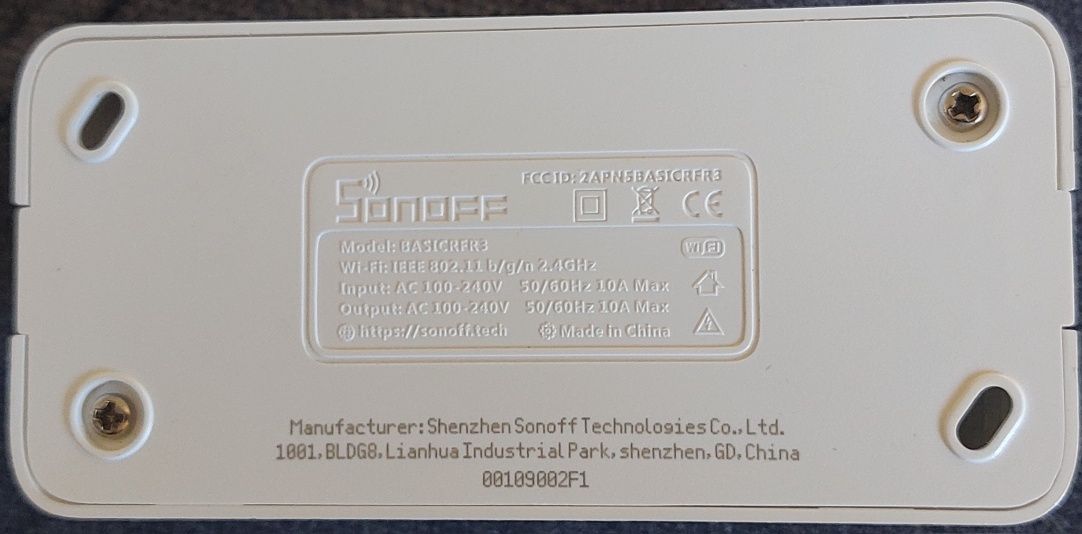 SONOFF
FCC ID: 2APN5BASICRFR3
CE
Model: BASICRFR3
WiFi
Wi-Fi: IEEE 802.11 b/g/n 2.4GHz
Input: AC 100-240V 50/60Hz 10A Max
Output: AC 100-240V 50/60Hz 10A Max
https://sonoff.tech Made in China
Manufacturer: Shenzhen Sonoff Technologies Co., Ltd.
1001, BLDG8, Lianhua Industrial Park, shenzhen, GD, China
00109002F1